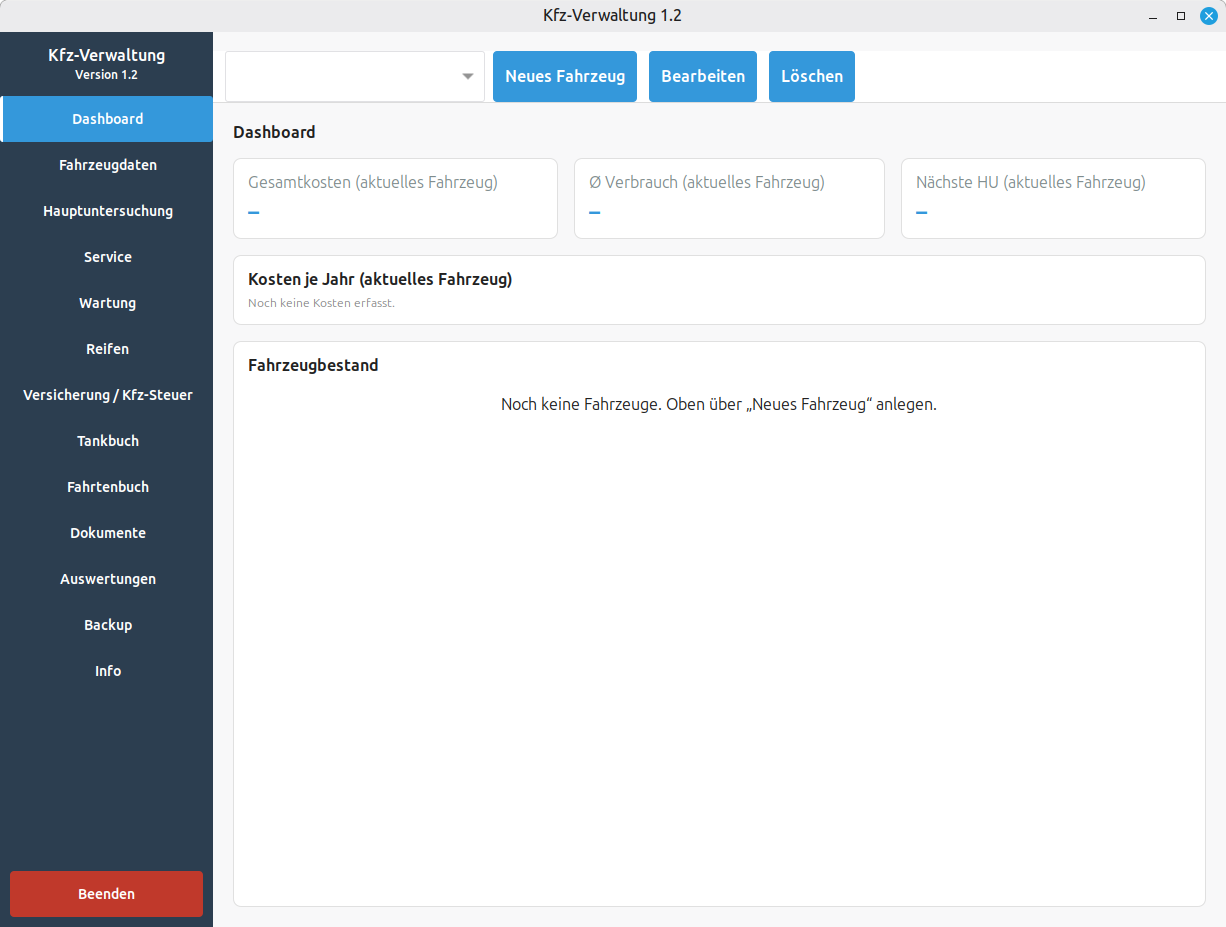 Kfz-Verwaltung 1.2
Kfz-Verwaltung
Version 1.2
Dashboard
Fahrzeugdaten
Hauptuntersuchung
Service
Wartung
Reifen
Versicherung / Kfz-Steuer
Tankbuch
Fahrtenbuch
Dokumente
Auswertungen
Backup
Info
Beenden
Neues Fahrzeug
Bearbeiten
Löschen
Dashboard
Gesamtkosten (aktuelles Fahrzeug)
–
Ø Verbrauch (aktuelles Fahrzeug)
–
Nächste HU (aktuelles Fahrzeug)
–
Kosten je Jahr (aktuelles Fahrzeug)
Noch keine Kosten erfasst.
Fahrzeugbestand
Noch keine Fahrzeuge. Oben über „Neues Fahrzeug“ anlegen.